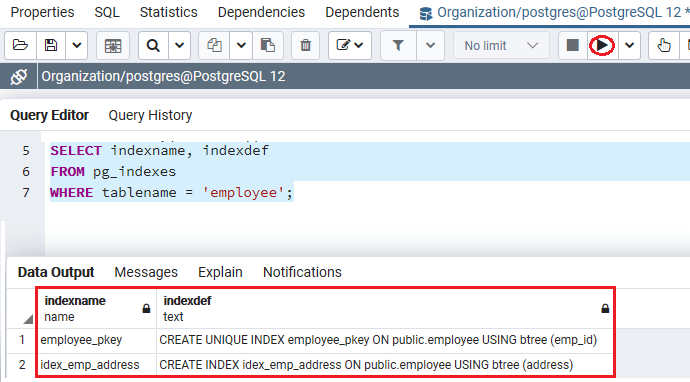 Properties SQL Statistics Dependencies Dependents Organization/postgres@PostgreSQL 12 *
No limit
Organization/postgres@PostgreSQL 12
Query Editor Query History
5 SELECT indexname, indexdef
6 FROM pg_indexes
7 WHERE tablename = 'employee';
Data Output Messages Explain Notifications
indexname indexdef
name text
1 employee_pkey CREATE UNIQUE INDEX employee_pkey ON public.employee USING btree (emp_id)
2 idex_emp_address CREATE INDEX idex_emp_address ON public.employee USING btree (address)